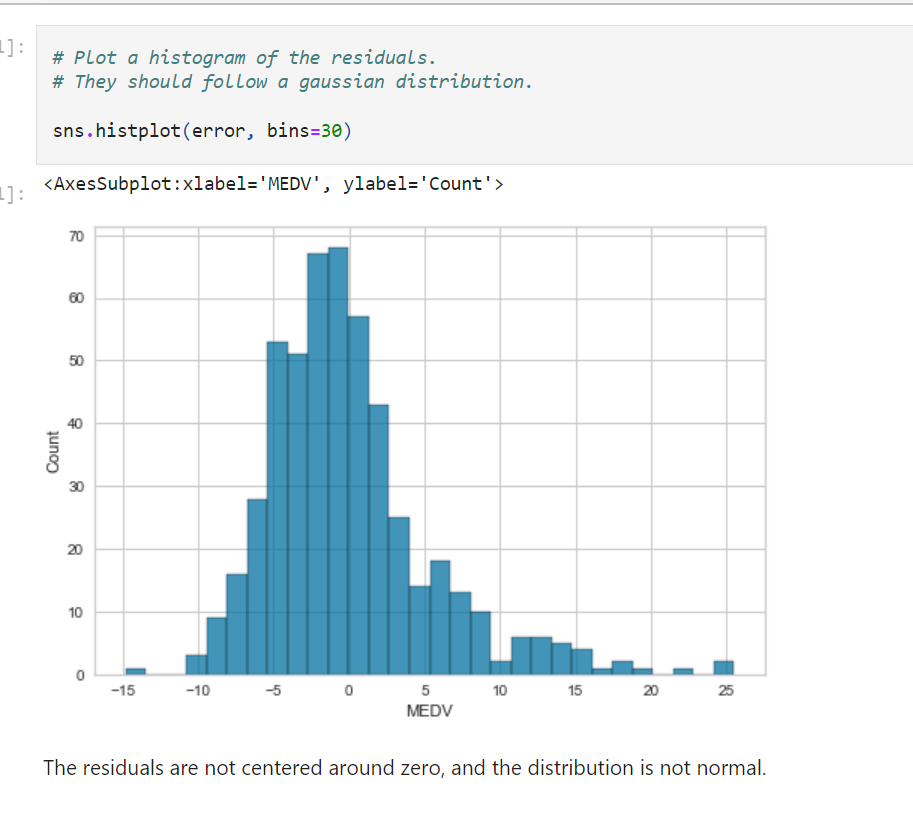 1]:
# Plot a histogram of the residuals.
# They should follow a gaussian distribution.
sns.histplot(error, bins=30)
1]:
<AxesSubplot:xlabel='MEDV', ylabel='Count'>
70
60
50
40
30
20
10
0
Count
-15 -10 -5 0 5 10 15 20 25
MEDV
The residuals are not centered around zero, and the distribution is not normal.